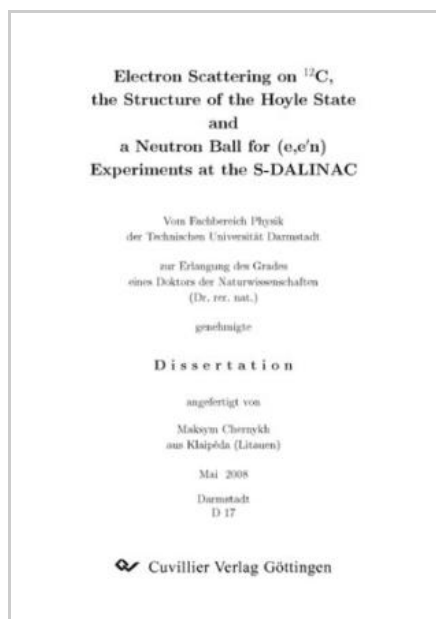 Electron Scattering on ¹²C,
the Structure of the Hoyle State
and
a Neutron Ball for (e,e′n)
Experiments at the S-DALINAC
Vom Fachbereich Physik
der Technischen Universität Darmstadt
zur Erlangung des Grades
eines Doktors der Naturwissenschaften
(Dr. rer. nat.)
genehmigte
Dissertation
angefertigt von
Maksym Chernykh
aus Klaipėda (Litauen)
Mai 2008
Darmstadt
D 17
Cuvillier Verlag Göttingen